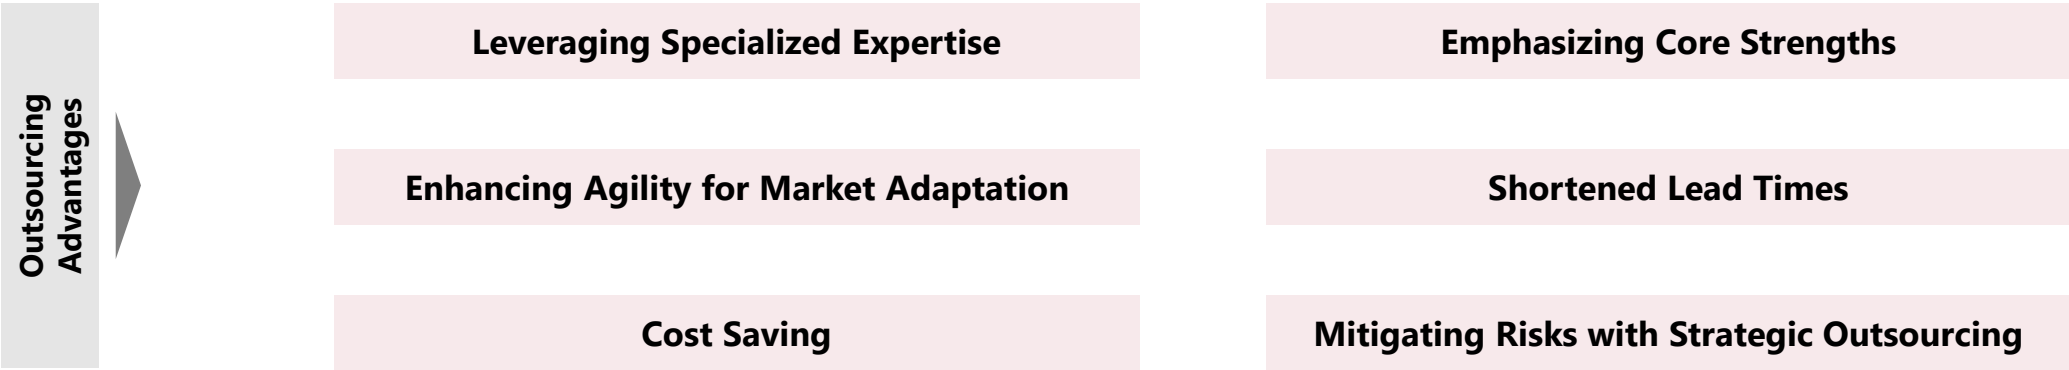 Outsourcing
Advantages
Leveraging Specialized Expertise
Emphasizing Core Strengths
Enhancing Agility for Market Adaptation
Shortened Lead Times
Cost Saving
Mitigating Risks with Strategic Outsourcing